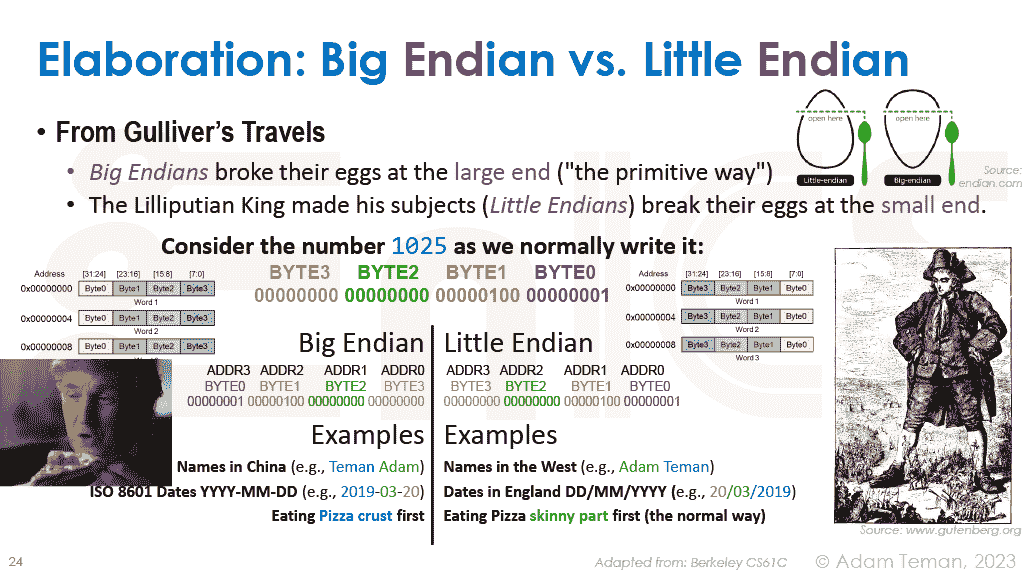 Elaboration: Big Endian vs. Little Endian
open here
open here
Little-endian
Big-endian
Source:
endian.com
• From Gulliver's Travels
• Big Endians broke their eggs at the large end ("the primitive way")
• The Lilliputian King made his subjects (Little Endians) break their eggs at the small end.
Consider the number 1025 as we normally write it:
BYTE3 BYTE2 BYTE1 BYTE0
00000000 00000000 00000100 00000001
Address [31:24] [23:16] [15:8] [7:0]
0x00000000 Byte0 Byte1 Byte2 Byte3
Word 1
0x00000004 Byte0 Byte1 Byte2 Byte3
Word 2
0x00000008 Byte0 Byte1 Byte2 Byte3
Address [31:24] [23:16] [15:8] [7:0]
0x00000000 Byte3 Byte2 Byte1 Byte0
Word 1
0x00000004 Byte3 Byte2 Byte1 Byte0
Word 2
0x00000008 Byte3 Byte2 Byte1 Byte0
Word 3
Big Endian
ADDR3 ADDR2 ADDR1 ADDR0
BYTE0 BYTE1 BYTE2 BYTE3
00000001 00000100 00000000 00000000
Examples
Names in China (e.g., Teman Adam)
ISO 8601 Dates YYYY-MM-DD (e.g., 2019-03-20)
Eating Pizza crust first
Little Endian
ADDR3 ADDR2 ADDR1 ADDR0
BYTE3 BYTE2 BYTE1 BYTE0
00000000 00000000 00000100 00000001
Examples
Names in the West (e.g., Adam Teman)
Dates in England DD/MM/YYYY (e.g., 20/03/2019)
Eating Pizza skinny part first (the normal way)
Source: www.gutenberg.org
24
Adapted from: Berkeley CS61C
© Adam Teman, 2023